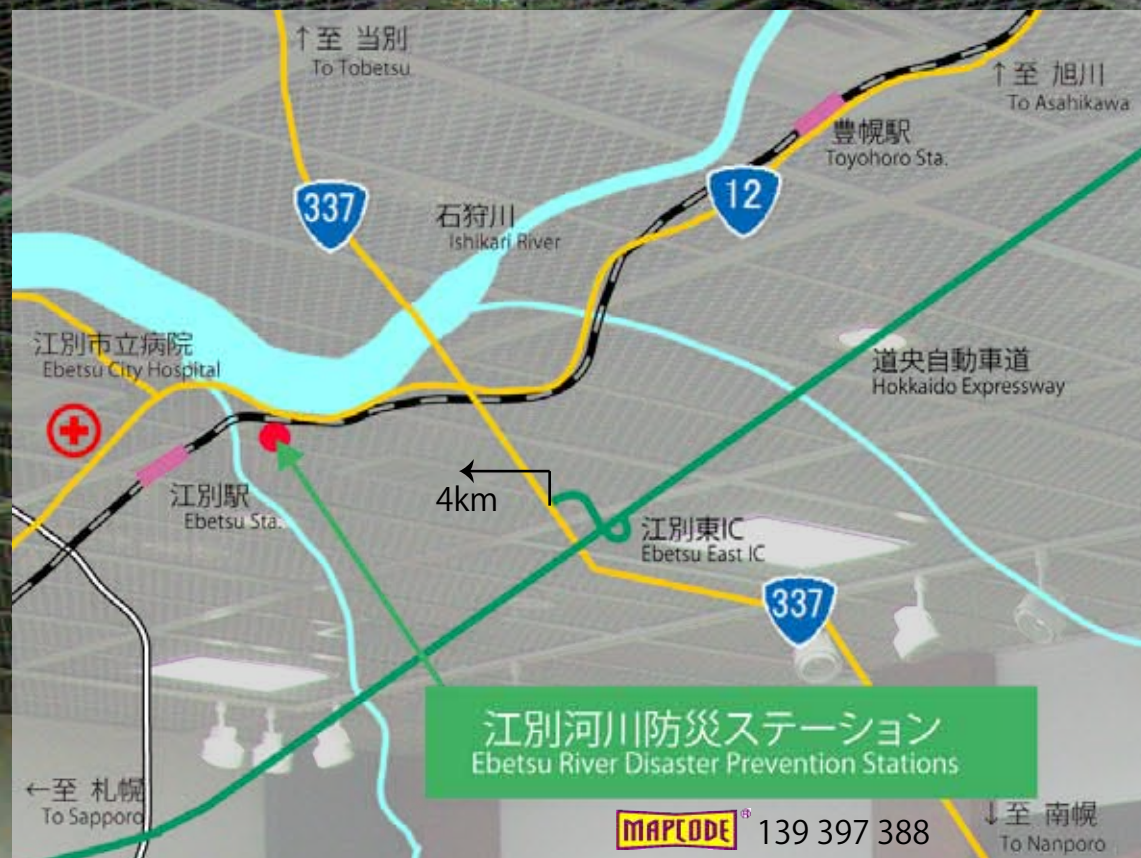 ↑至 当別
To Tobetsu
↑至 旭川
To Asahikawa
豊幌駅
Toyohoro Sta.
337
12
石狩川
Ishikari River
江別市立病院
Ebetsu City Hospital
道央自動車道
Hokkaido Expressway
4km
江別駅
Ebetsu Sta.
江別東IC
Ebetsu East IC
337
江別河川防災ステーション
Ebetsu River Disaster Prevention Stations
←至 札幌
To Sapporo
MAPCODE® 139 397 388
↓至 南幌
To Nanporo